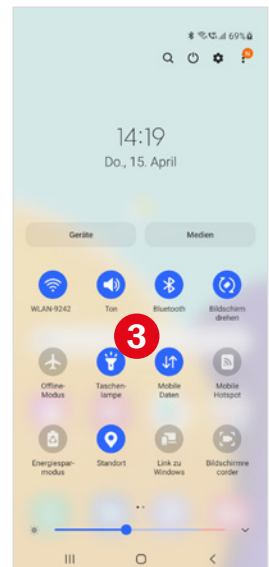 69%
N
14:19
Do., 15. April
Geräte
Medien
WLAN-9242
Ton
Bluetooth
Bildschirm
drehen
3
Offline-
Modus
Taschen-
lampe
Mobile
Daten
Mobile
Hotspot
Energiespar-
modus
Standort
Link zu
Windows
Bildschirmre
corder